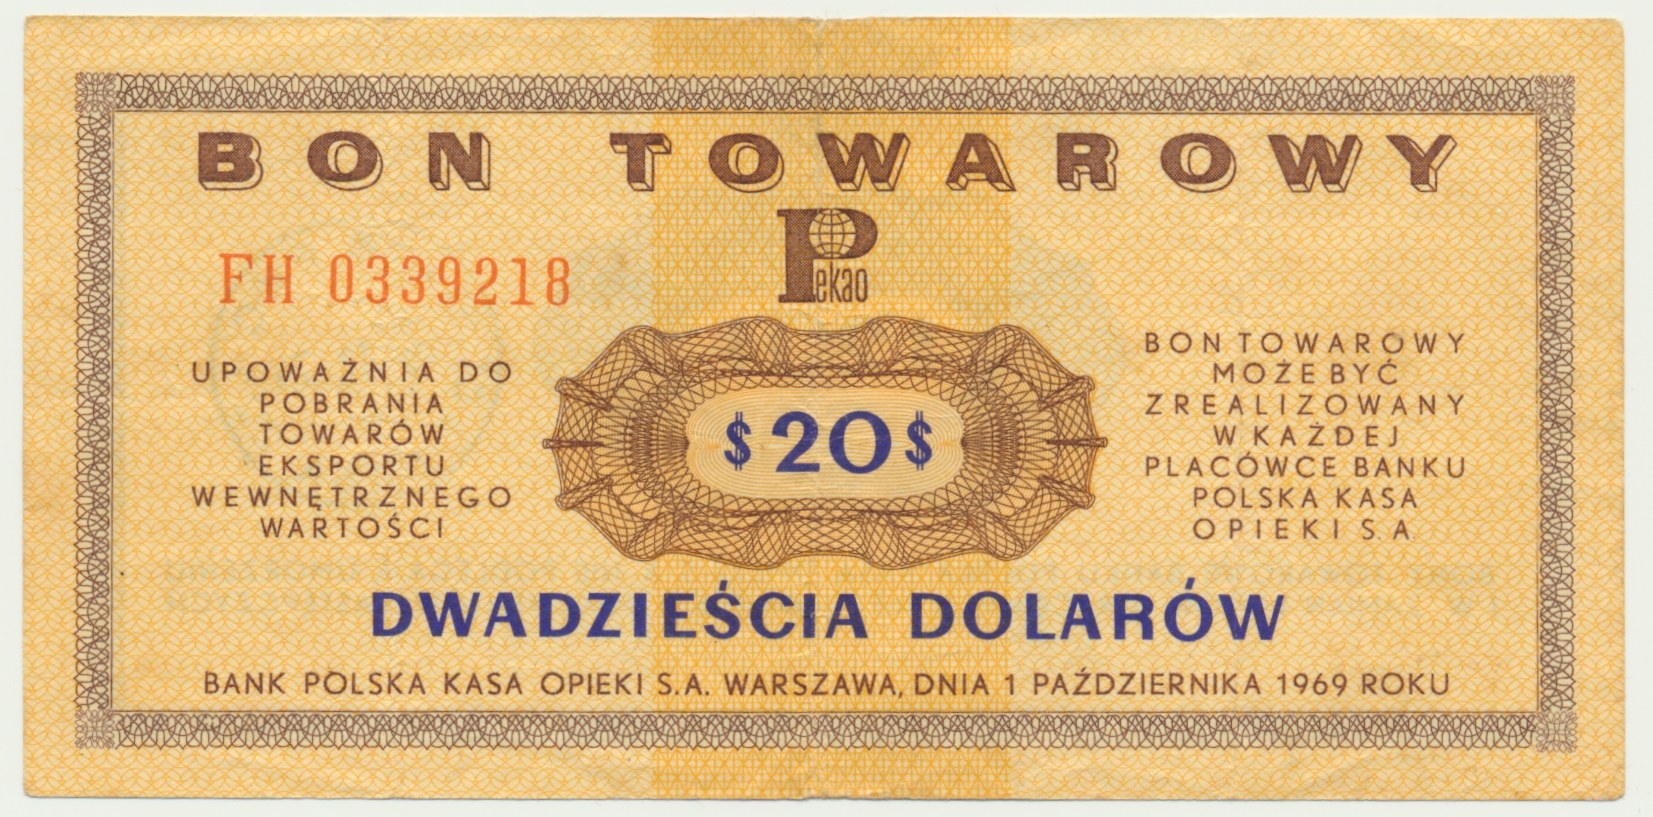 BON TOWAROWY
Pekao
FH 0339218
UPOWAŻNIA DO
POBRANIA
TOWARÓW
EKSPORTU
WEWNĘTRZNEGO
WARTOŚCI
$20$
BON TOWAROWY
MOŻE BYĆ
ZREALIZOWANY
W KAŻDEJ
PLACÓWCE BANKU
POLSKA KASA
OPIEKI S.A.
DWADZIEŚCIA DOLARÓW
BANK POLSKA KASA OPIEKI S.A. WARSZAWA, DNIA 1 PAŹDZIERNIKA 1969 ROKU